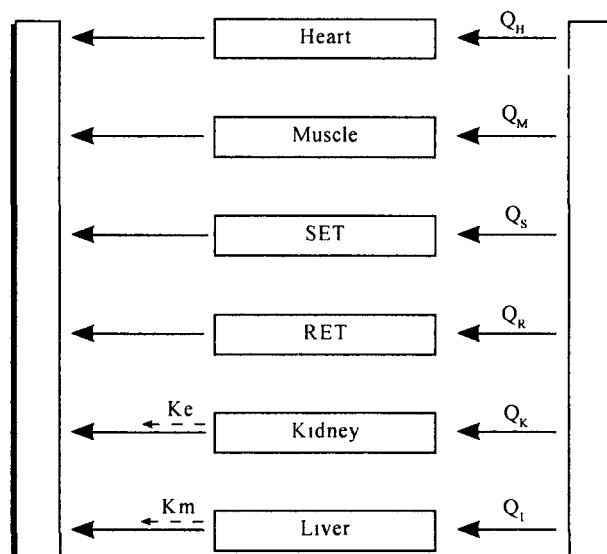 Heart
Q_H
Muscle
Q_M
SET
Q_S
RET
Q_R
Ke
Kidney
Q_K
Km
Liver
Q_l